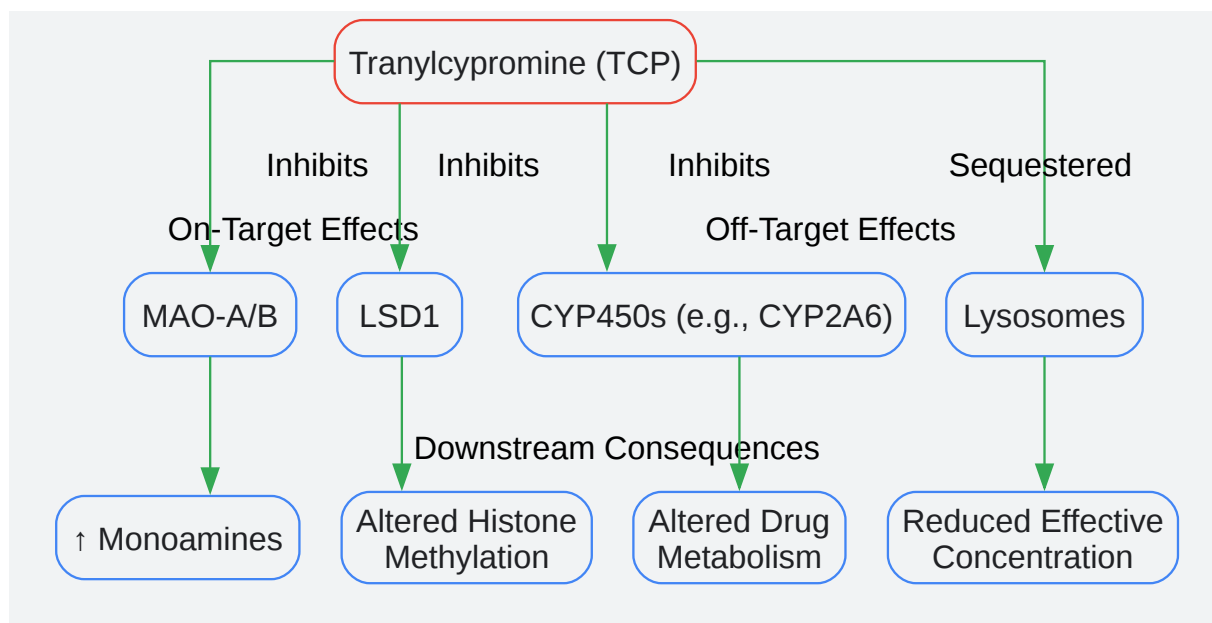 Tranylcypromine (TCP)
Inhibits
Inhibits
Inhibits
Sequestered
On-Target Effects
Off-Target Effects
MAO-A/B
LSD1
CYP450s (e.g., CYP2A6)
Lysosomes
Downstream Consequences
↑ Monoamines
Altered Histone
Methylation
Altered Drug
Metabolism
Reduced Effective
Concentration